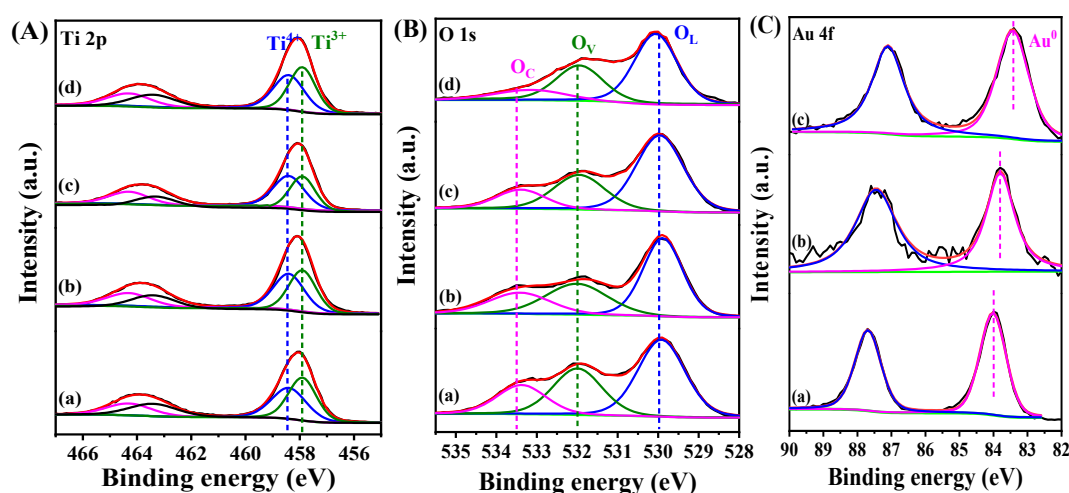 (A) Ti 2p
Ti4+ Ti3+
(d)
(c)
(b)
(a)
Intensity (a.u.)
466 464 462 460 458 456
Binding energy (eV)
(B) O 1s
OC OV OL
(d)
(c)
(b)
(a)
Intensity (a.u.)
535 534 533 532 531 530 529 528
Binding energy (eV)
(C) Au 4f
Au0
(c)
(b)
(a)
Intensity (a.u.)
90 89 88 87 86 85 84 83 82
Binding energy (eV)